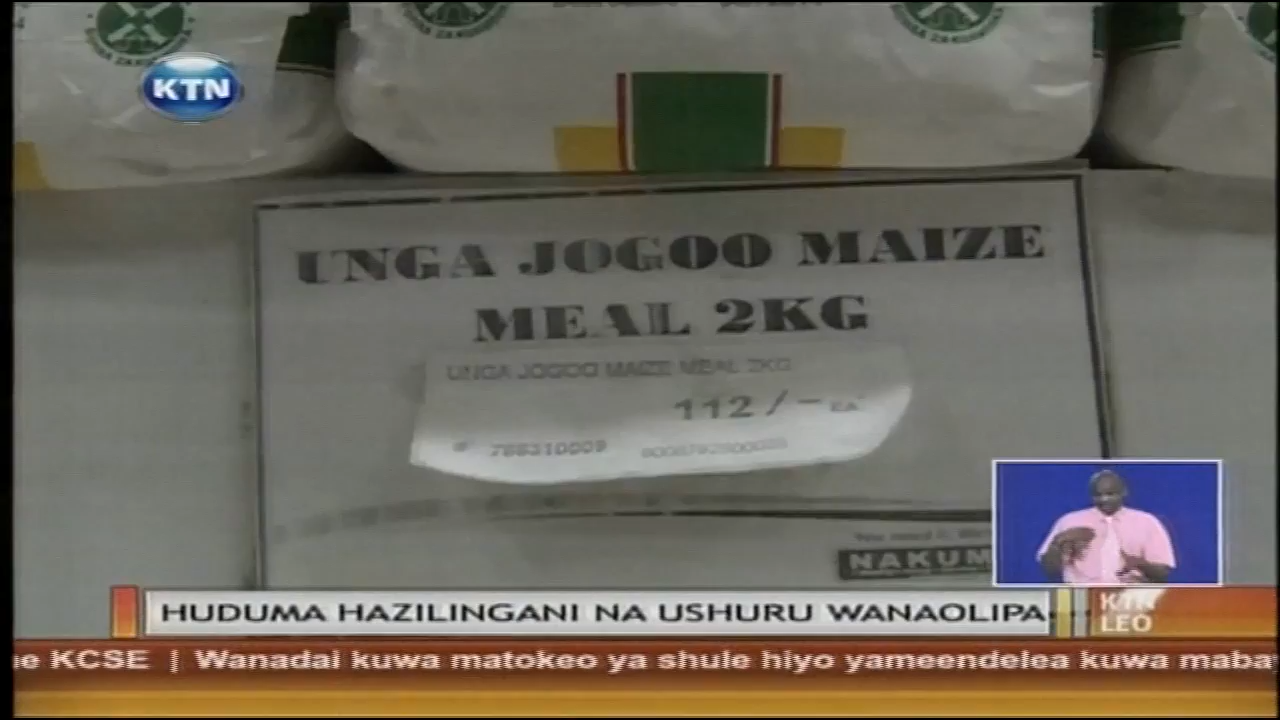 KTN
UNGA JOGOO MAIZE
MEAL 2KG
UNGA JOGOO MAIZE MEAL 2KG
112/- EA
NAKUM
HUDUMA HAZILINGANI NA USHURU WANAOLIPA
KTN
LEO
KCSE | Wanadai kuwa matokeo ya shule hiyo yameendelea kuwa maba